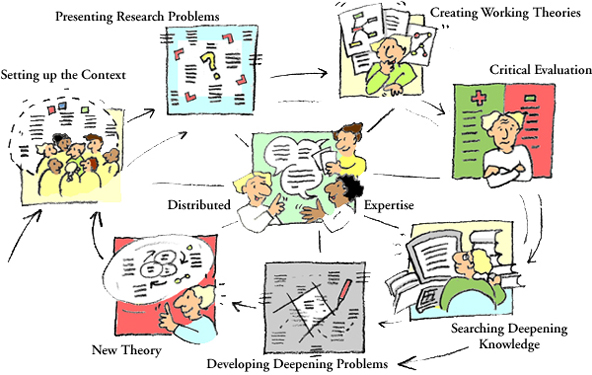 Presenting Research Problems
Creating Working Theories
Setting up the Context
Critical Evaluation
?
+
-
Distributed
Expertise
Searching Deepening
Knowledge
New Theory
Developing Deepening Problems